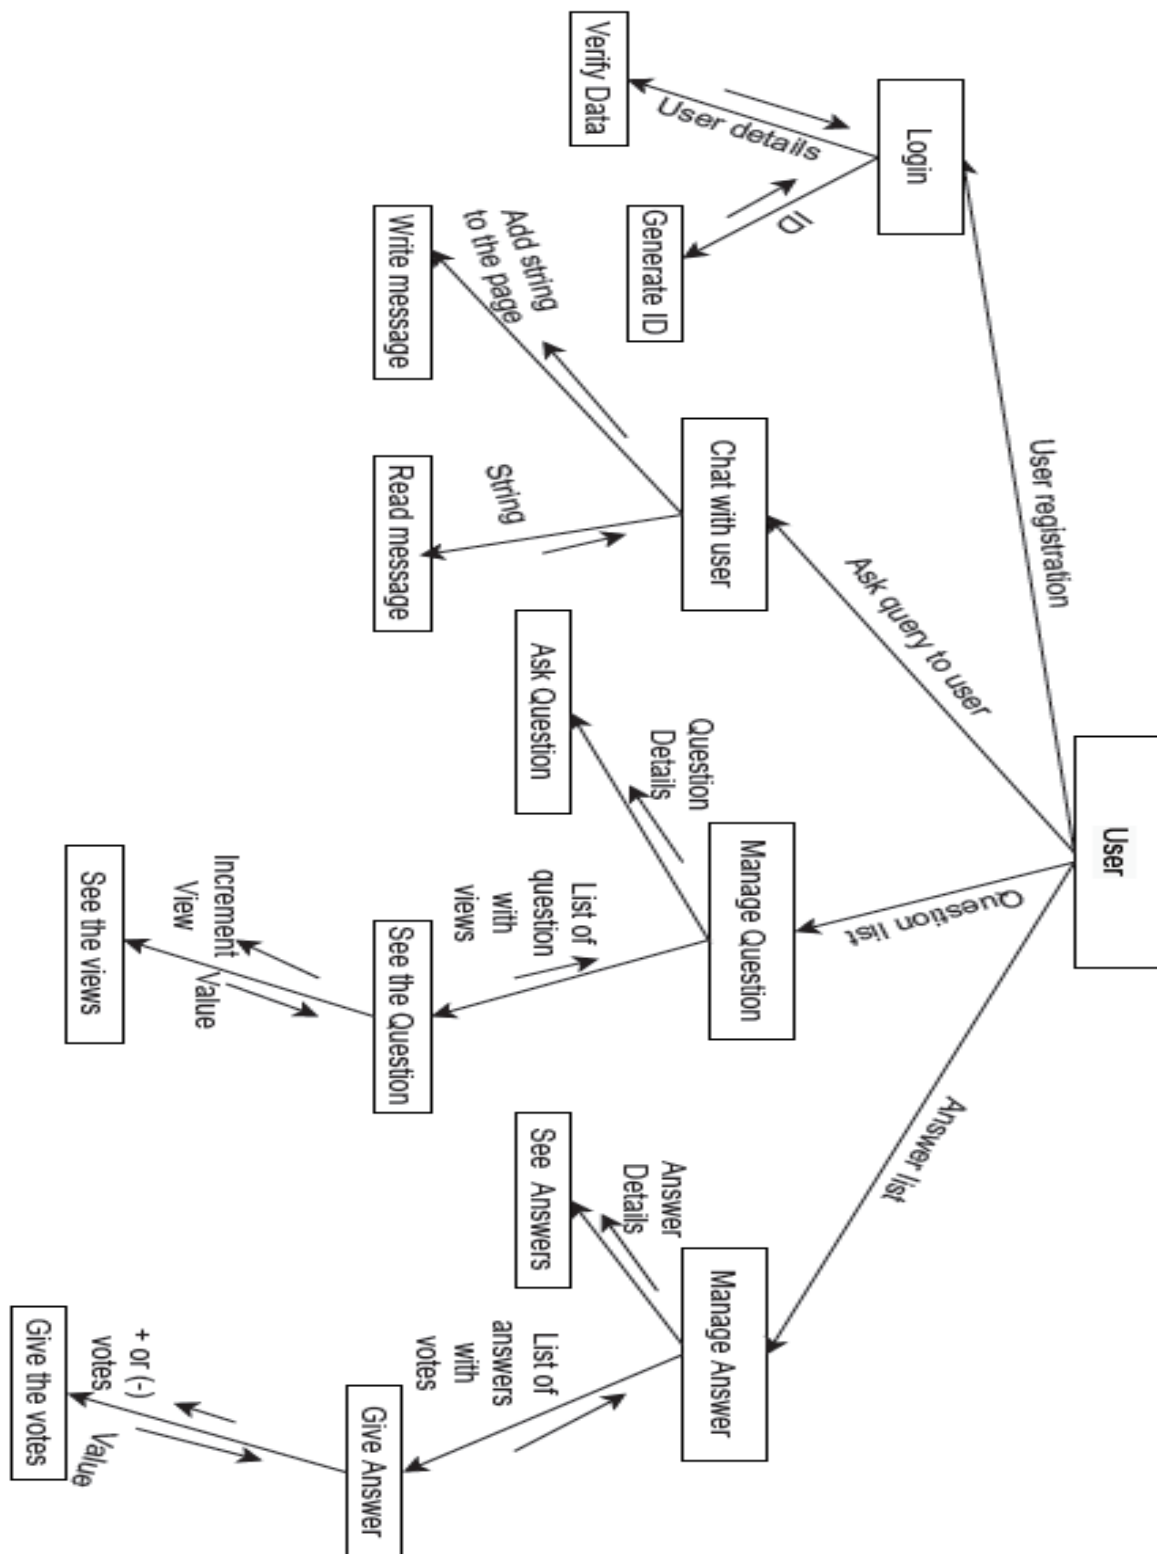 User
User registration
Ask query to user
Question list
Answer list
Login
Chat with user
Manage Question
Manage Answer
User details
ID
Verify Data
Generate ID
Add string
to the page
String
Write message
Read message
Question
Details
List of
question
with
views
Ask Question
See the Question
Increment
View
Value
See the views
Answer
Details
List of
answers
with
votes
See Answers
Give Answer
+ or (-)
votes
Value
Give the votes